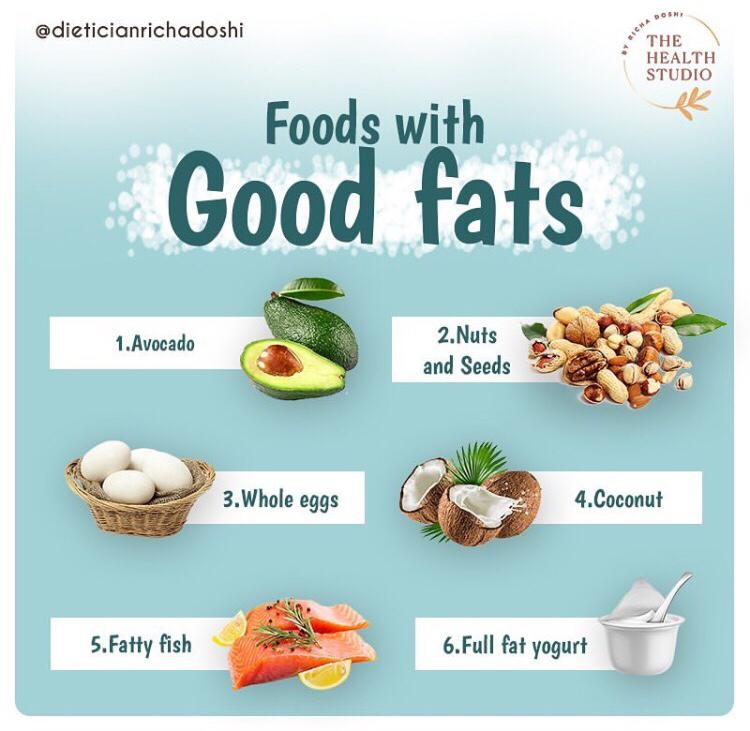 @dieticianrichadoshi
BY RICHA DOSHI
THE
HEALTH
STUDIO
Foods with
Good fats
1.Avocado
2.Nuts
and Seeds
3.Whole eggs
4.Coconut
5.Fatty fish
6.Full fat yogurt